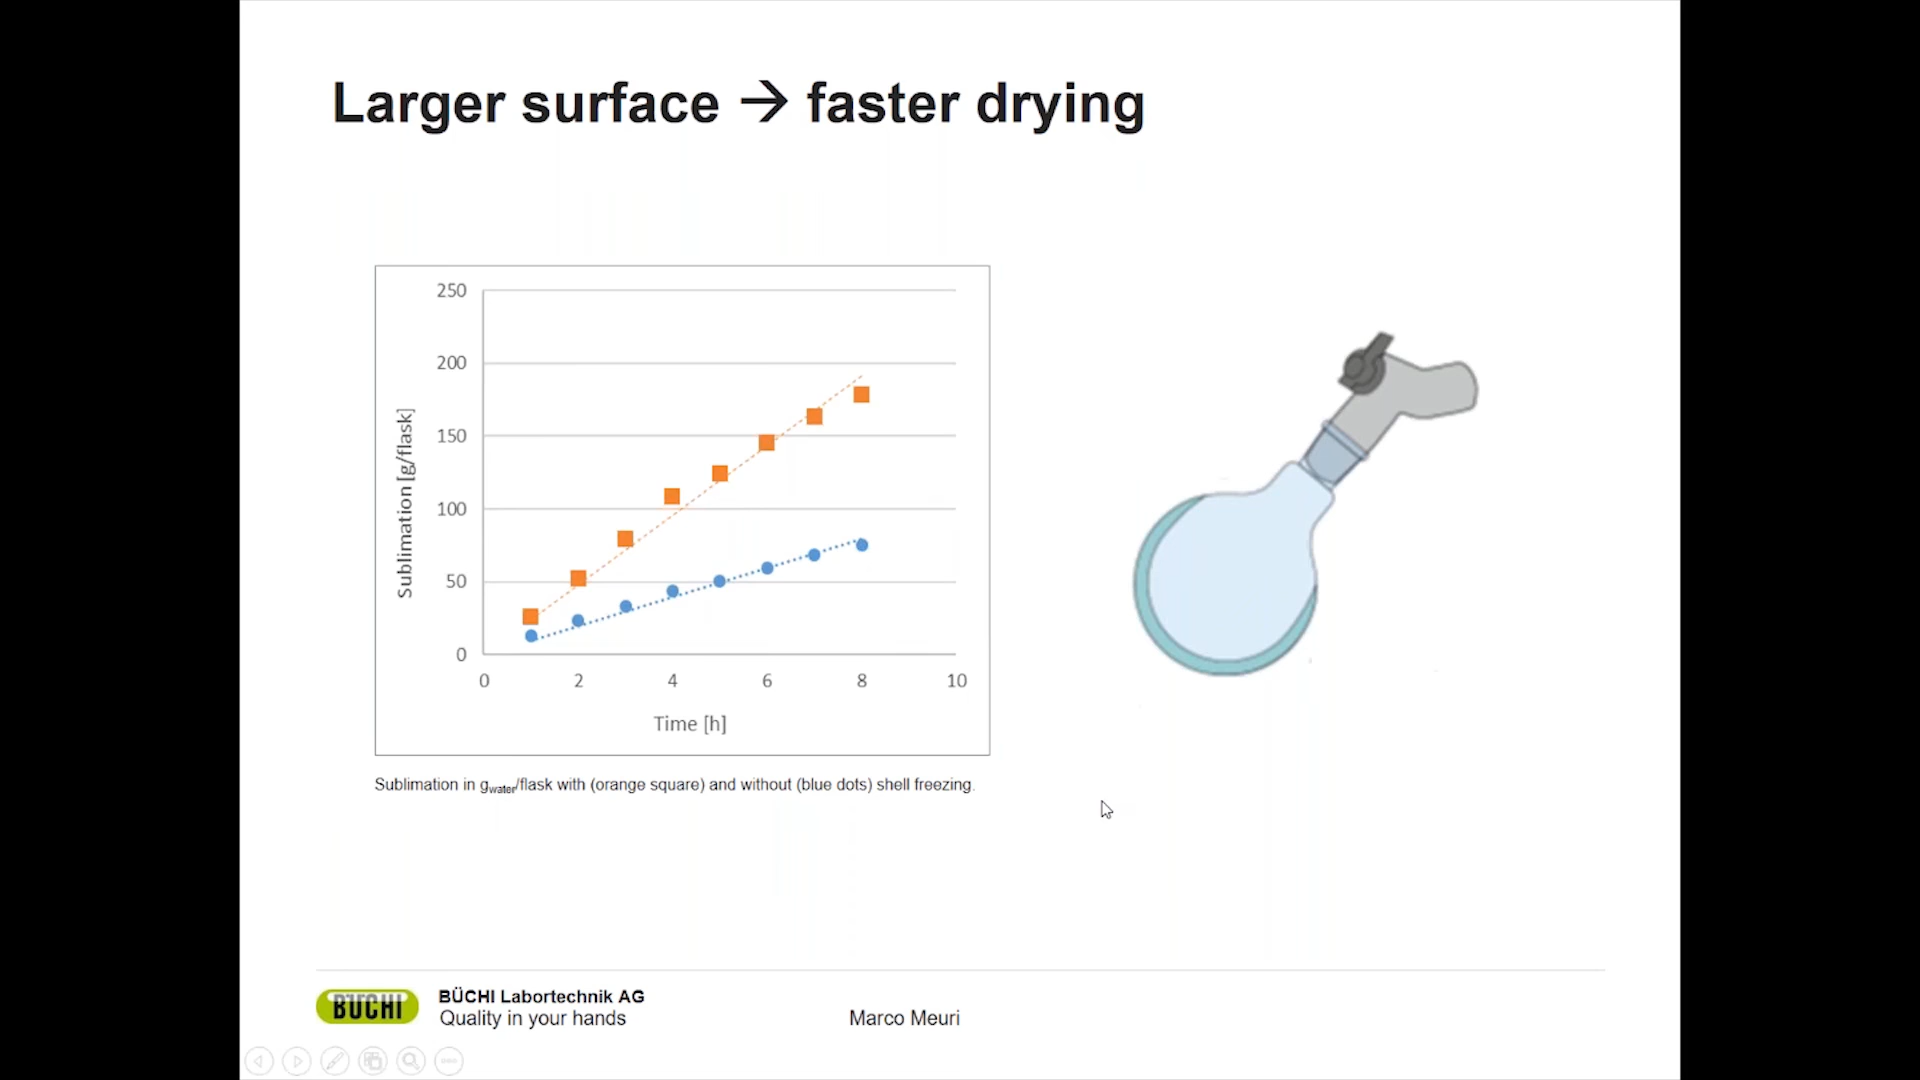 Larger surface → faster drying
250
200
150
100
50
0
Sublimation [g/flask]
0 2 4 6 8 10
Time [h]
Sublimation in gwater/flask with (orange square) and without (blue dots) shell freezing.
BÜCHI
BÜCHI Labortechnik AG
Quality in your hands
Marco Meuri